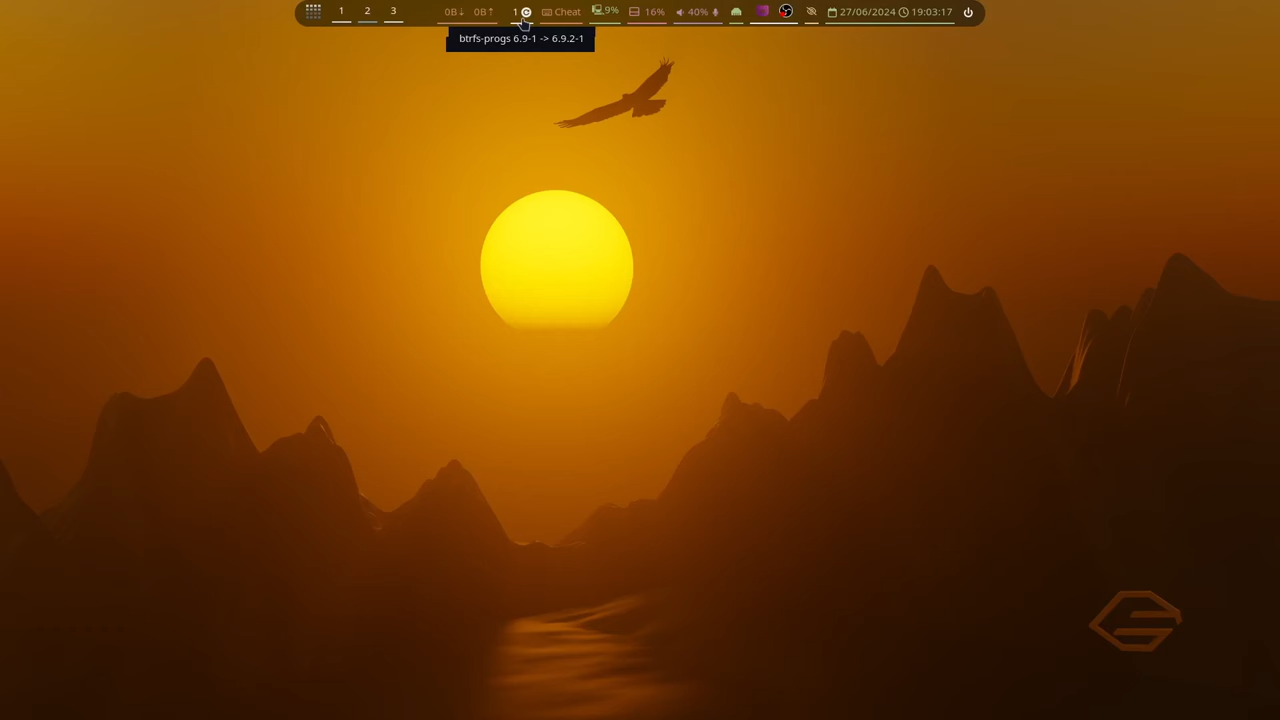 1 2 3 0B↓ 0B↑ 1 Cheat 9% 16% 40% 27/06/2024 19:03:17
btrfs-progs 6.9-1 -> 6.9.2-1